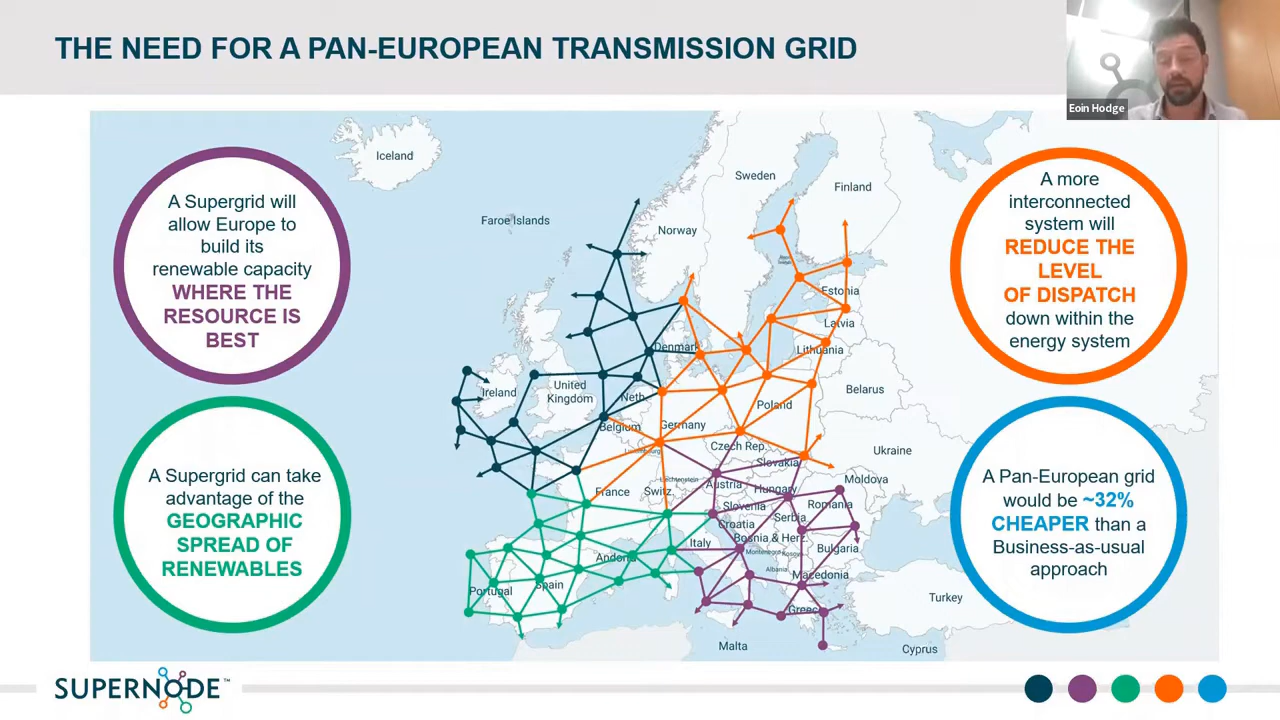 THE NEED FOR A PAN-EUROPEAN TRANSMISSION GRID
Eoin Hodge
A Supergrid will
allow Europe to
build its
renewable capacity
WHERE THE
RESOURCE IS
BEST
A Supergrid can take
advantage of the
GEOGRAPHIC
SPREAD OF
RENEWABLES
Iceland
Faroe Islands
Sweden
Finland
Norway
Estonia
Latvia
Denmark
Lithuania
Ireland
United
Kingdom
Neth.
Belarus
Poland
Belgium
Germany
Czech Rep.
Ukraine
Slovakia
Liechtenstein
Moldova
France
Switz.
Austria
Hungary
Slovenia
Romania
Croatia
Serbia
Italy
Bosnia & Herz.
Montenegro
Kosovo
Bulgaria
Andorra
Albania
Macedonia
Portugal
Spain
Greece
Turkey
Malta
Cyprus
A more
interconnected
system will
REDUCE THE
LEVEL
OF DISPATCH
down within the
energy system
A Pan-European grid
would be ~32%
CHEAPER than a
Business-as-usual
approach
SUPERNODE™